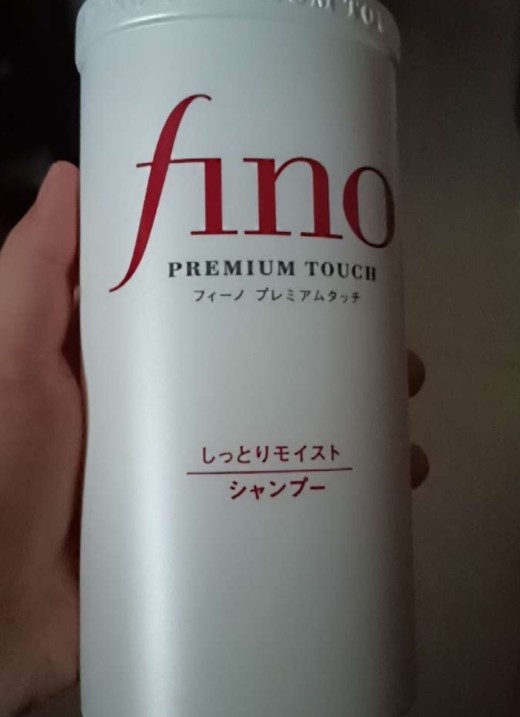 fino
PREMIUM TOUCH
フィーノ プレミアムタッチ
しっとりモイスト
シャンプー